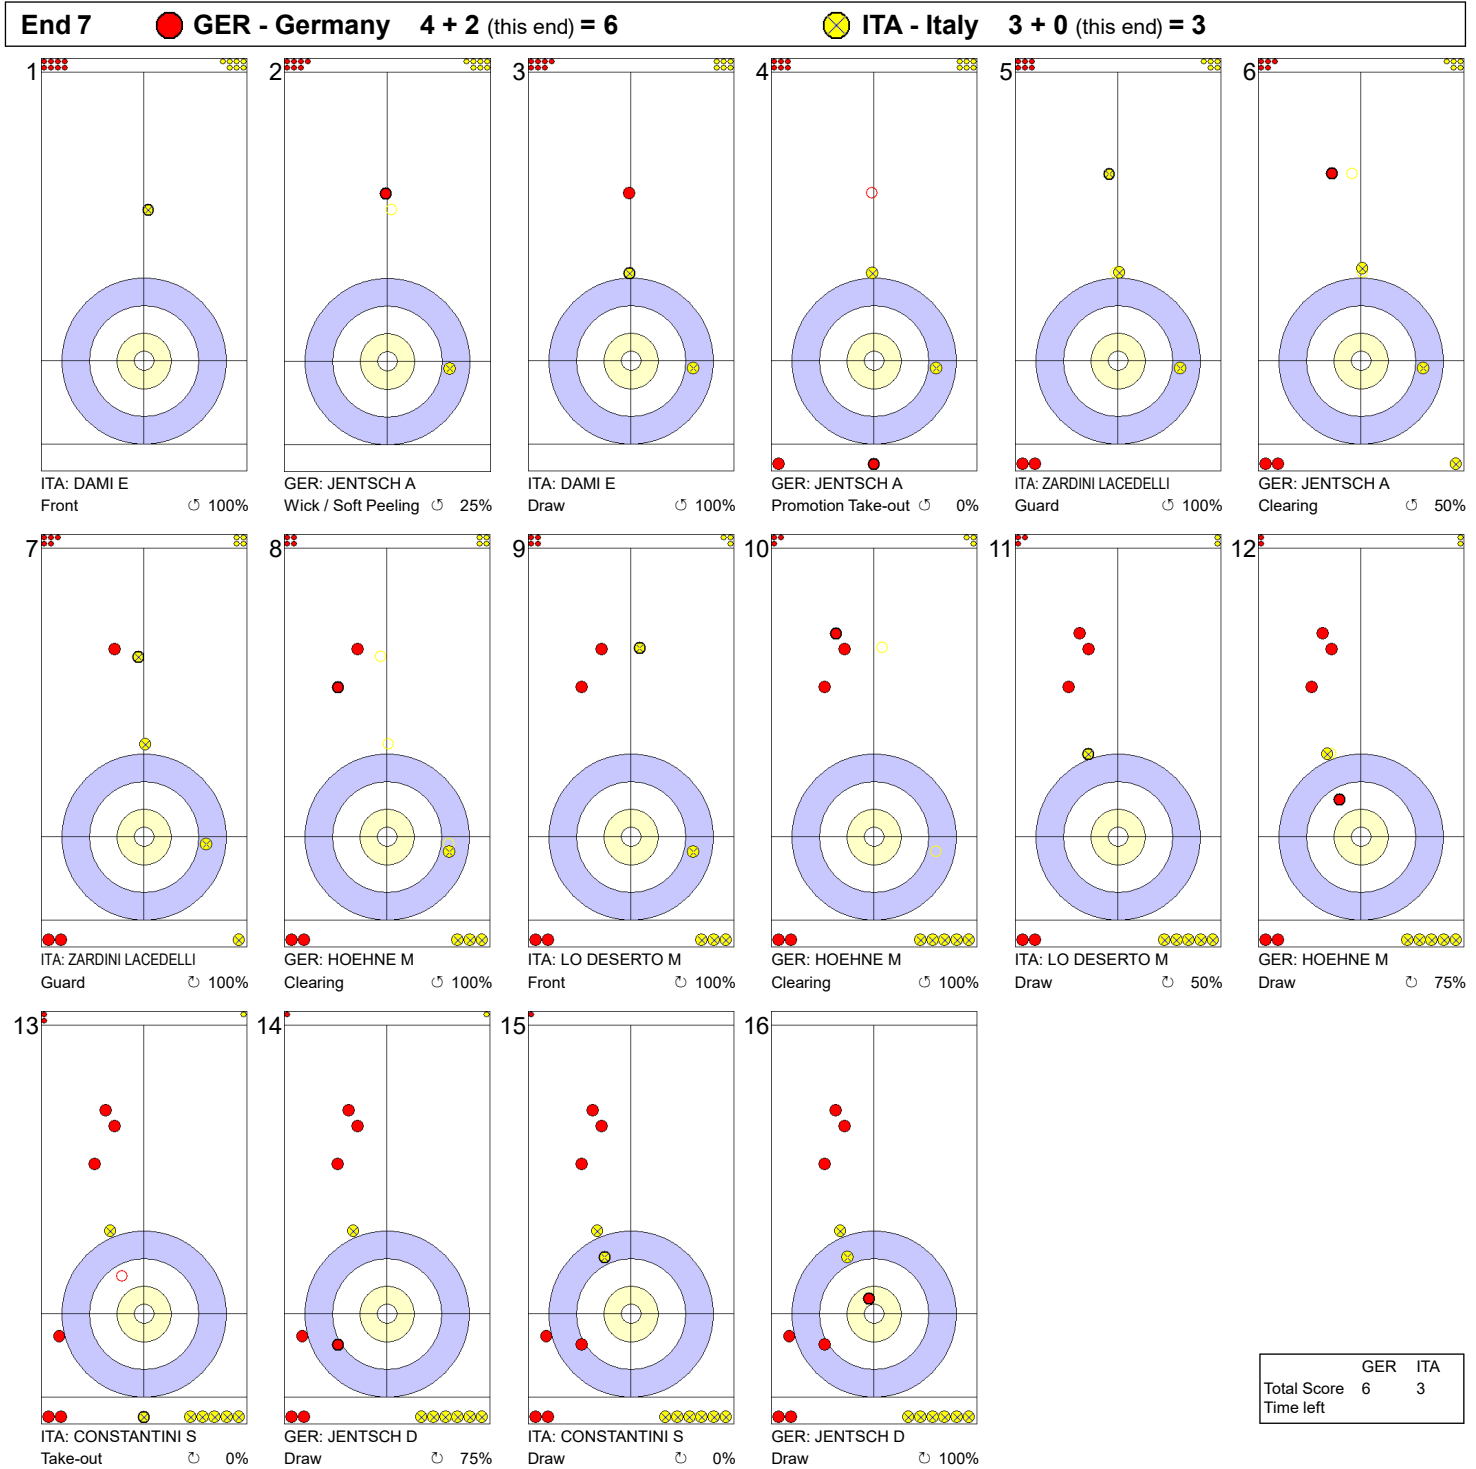 End 7 GER - Germany 4 + 2 (this end) = 6 ITA - Italy 3 + 0 (this end) = 3
1 2 3 4 5 6
ITA: DAMI E GER: JENTSCH A ITA: DAMI E GER: JENTSCH A ITA: ZARDINI LACEDELLI GER: JENTSCH A
Front 100% Wick / Soft Peeling 25% Draw 100% Promotion Take-out 0% Guard 100% Clearing 50%
7 8 9 10 11 12
ITA: ZARDINI LACEDELLI GER: HOEHNE M ITA: LO DESERTO M GER: HOEHNE M ITA: LO DESERTO M GER: HOEHNE M
Guard 100% Clearing 100% Front 100% Clearing 100% Draw 50% Draw 75%
13 14 15 16
ITA: CONSTANTINI S GER: JENTSCH D ITA: CONSTANTINI S GER: JENTSCH D
Take-out 0% Draw 75% Draw 0% Draw 100%
GER ITA
Total Score 6 3
Time left